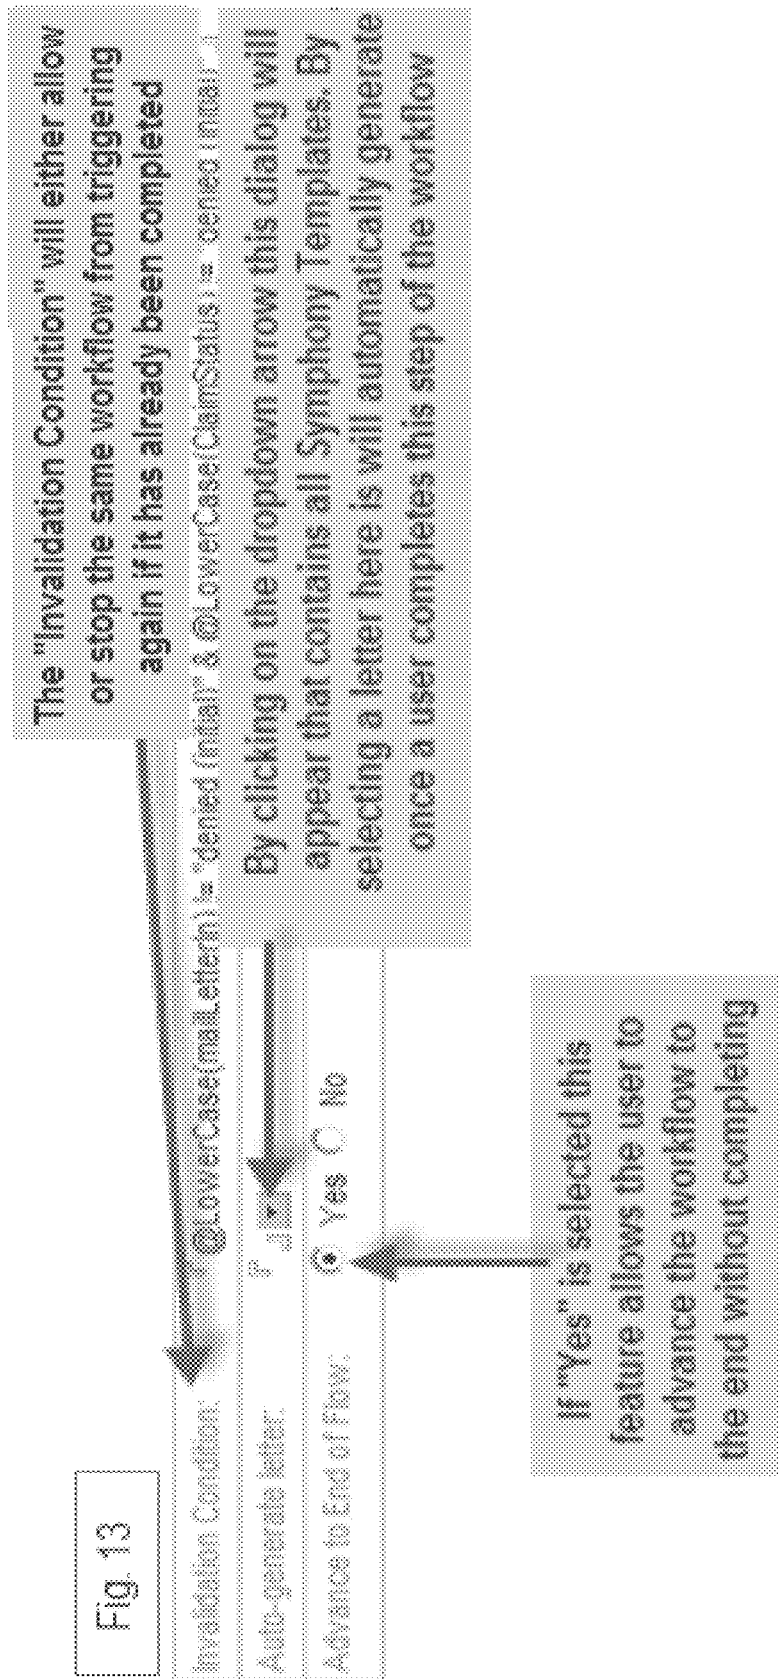 Fig. 13
The "Invalidation Condition" will either allow
or stop the same workflow from triggering
again if it has already been completed
Invalidation Condition:
@LowerCase(mailLetterIn) != "denied (initial)" & @LowerCase(ClaimStatus) !=
By clicking on the dropdown arrow this dialog will
appear that contains all Symphony Templates. By
selecting a letter here is will automatically generate
once a user completes this step of the workflow
Auto-generate letter:
Advance to End of Flow:
Yes No
If "Yes" is selected this
feature allows the user to
advance the workflow to
the end without completing